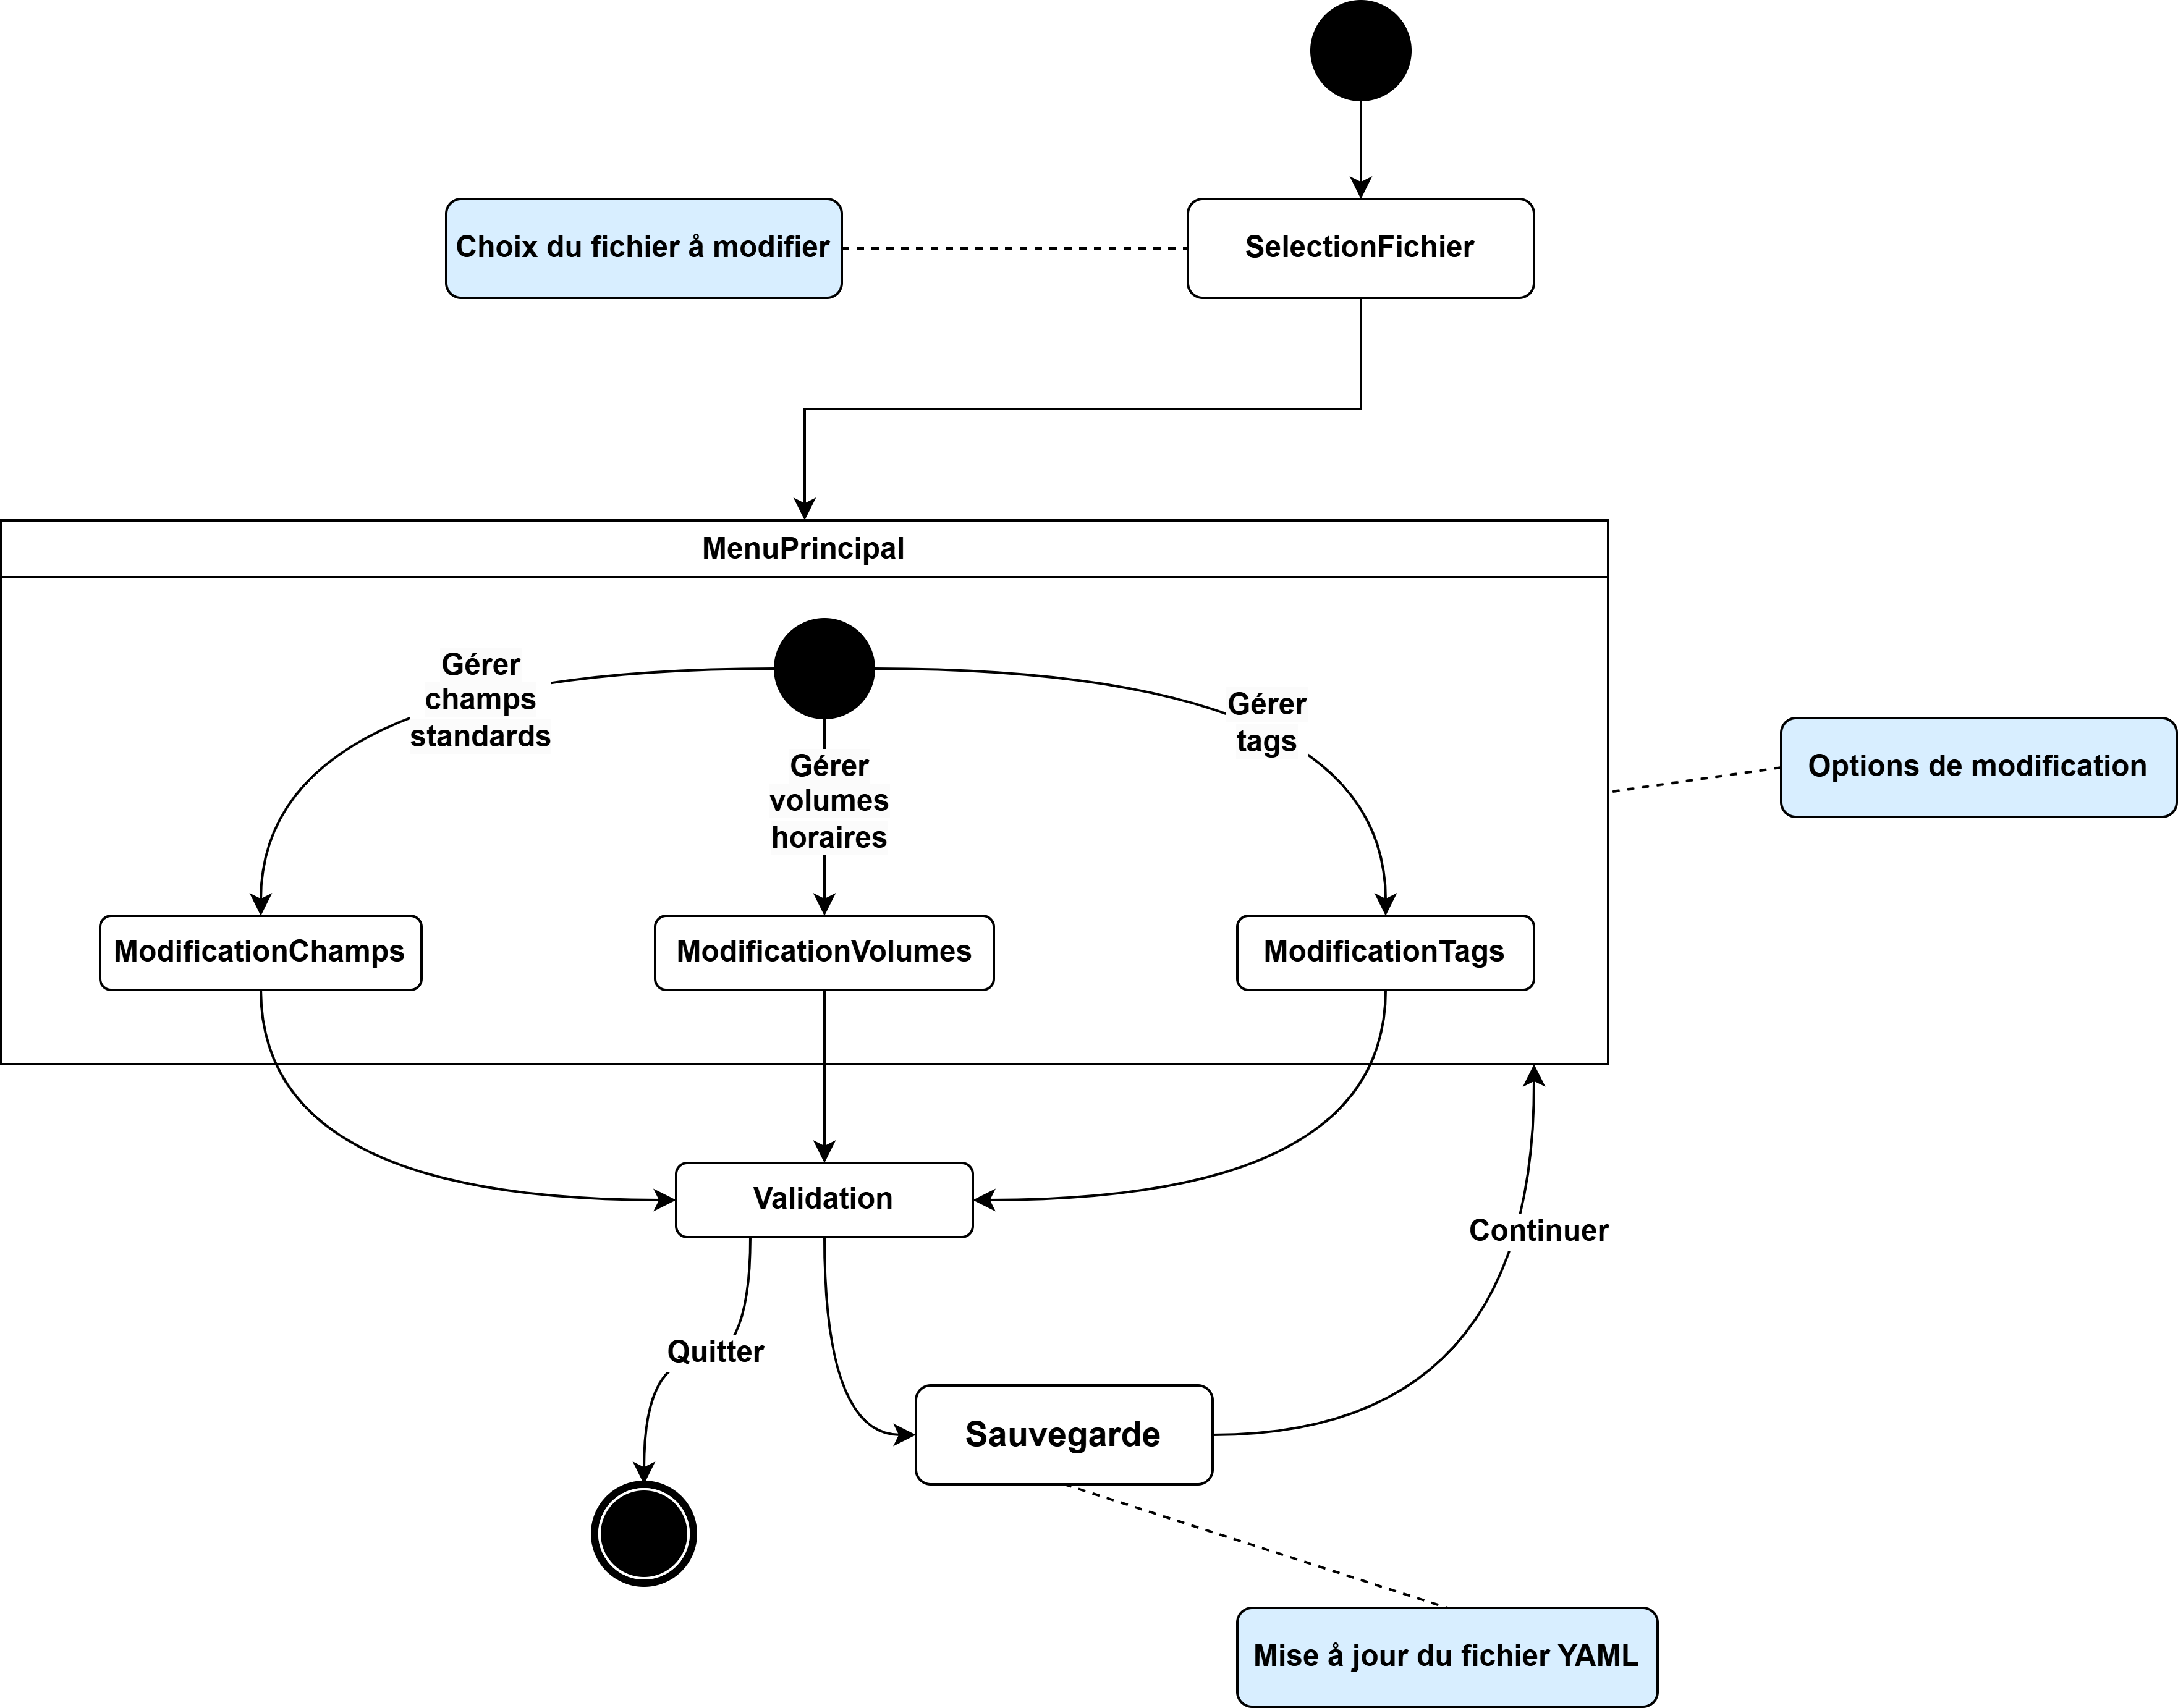 Choix du fichier å modifier
SelectionFichier
MenuPrincipal
Gérer
champs
standards
Gérer
volumes
horaires
Gérer
tags
Options de modification
ModificationChamps
ModificationVolumes
ModificationTags
Validation
Continuer
Quitter
Sauvegarde
Mise å jour du fichier YAML